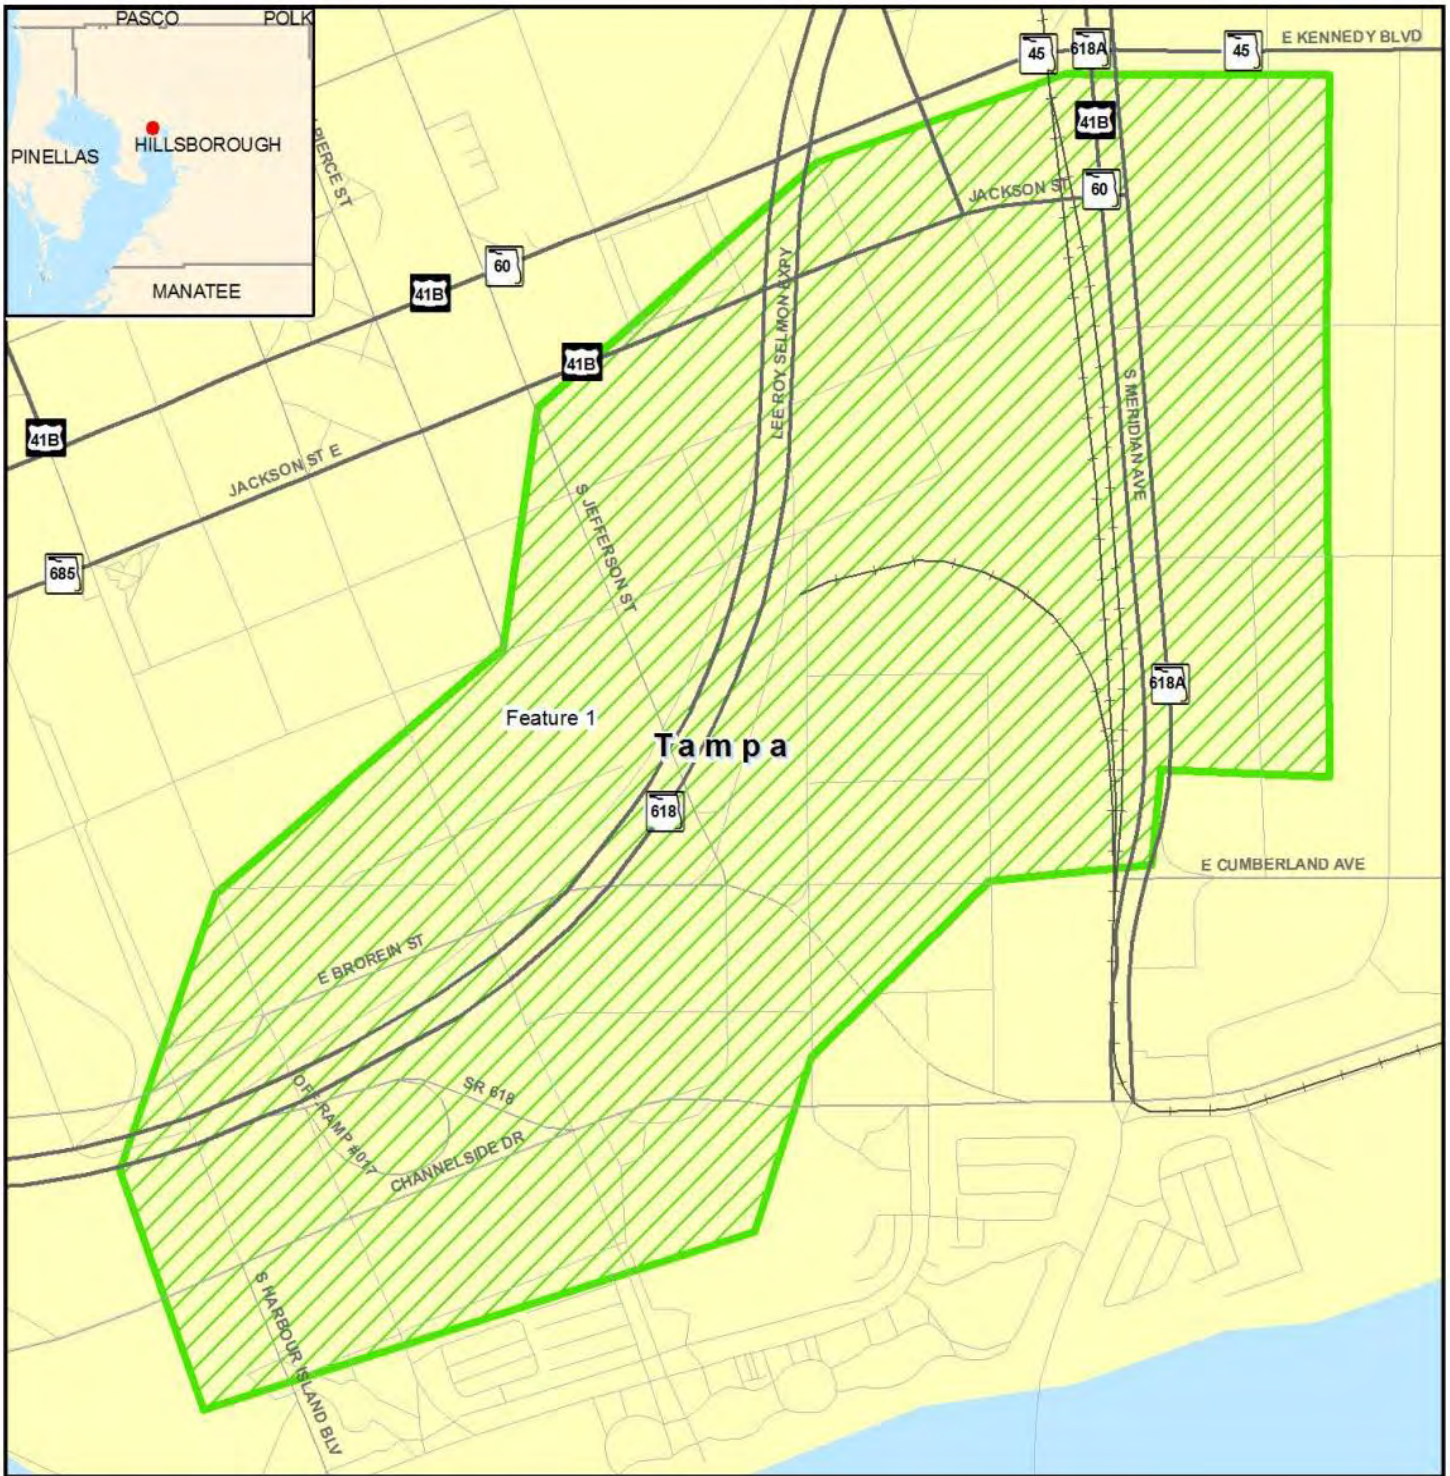 PASCO
POLK
PINELLAS
HILLSBOROUGH
MANATEE
45
618A
45
E KENNEDY BLVD
41B
PIERCE ST
JACKSON ST
60
60
41B
41B
41B
LEE ROY SELMON EXPY
S MERIDIAN AVE
JACKSON ST E
S JEFFERSON ST
685
618A
Feature 1
Tampa
618
E CUMBERLAND AVE
E BROREIN ST
OFF-RAMP #017
SR 618
CHANNELSIDE DR
S HARBOUR ISLAND BLV